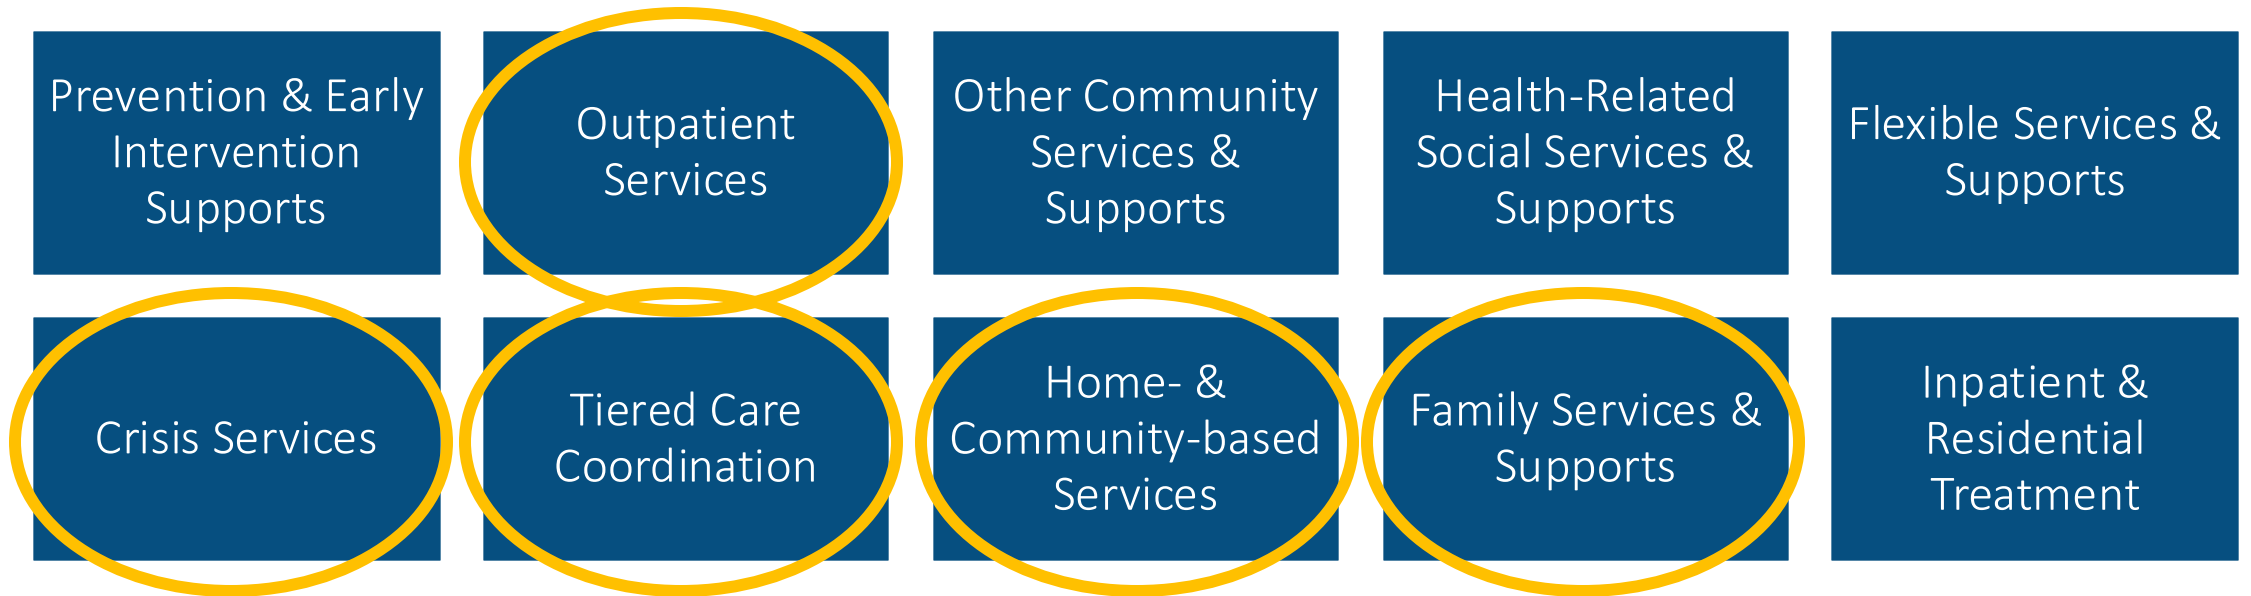 Prevention & Early
Intervention
Supports
Outpatient
Services
Other Community
Services &
Supports
Health-Related
Social Services &
Supports
Flexible Services &
Supports
Crisis Services
Tiered Care
Coordination
Home- &
Community-based
Services
Family Services &
Supports
Inpatient &
Residential
Treatment